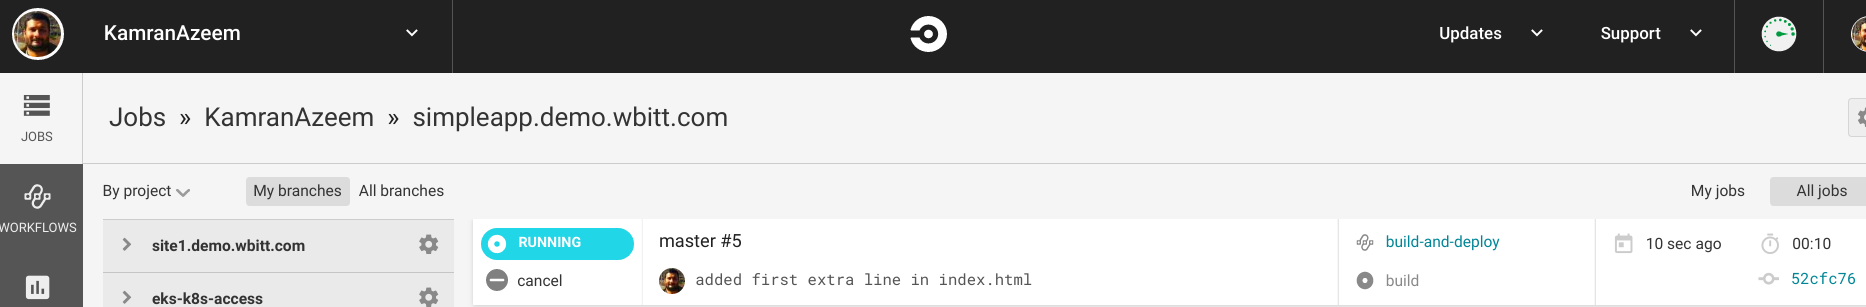 KamranAzeem
Updates
Support
JOBS
Jobs » KamranAzeem » simpleapp.demo.wbitt.com
WORKFLOWS
By project
My branches
All branches
My jobs
All jobs
site1.demo.wbitt.com
eks-k8s-access
RUNNING
master #5
build-and-deploy
10 sec ago
00:10
cancel
added first extra line in index.html
build
52cfc76